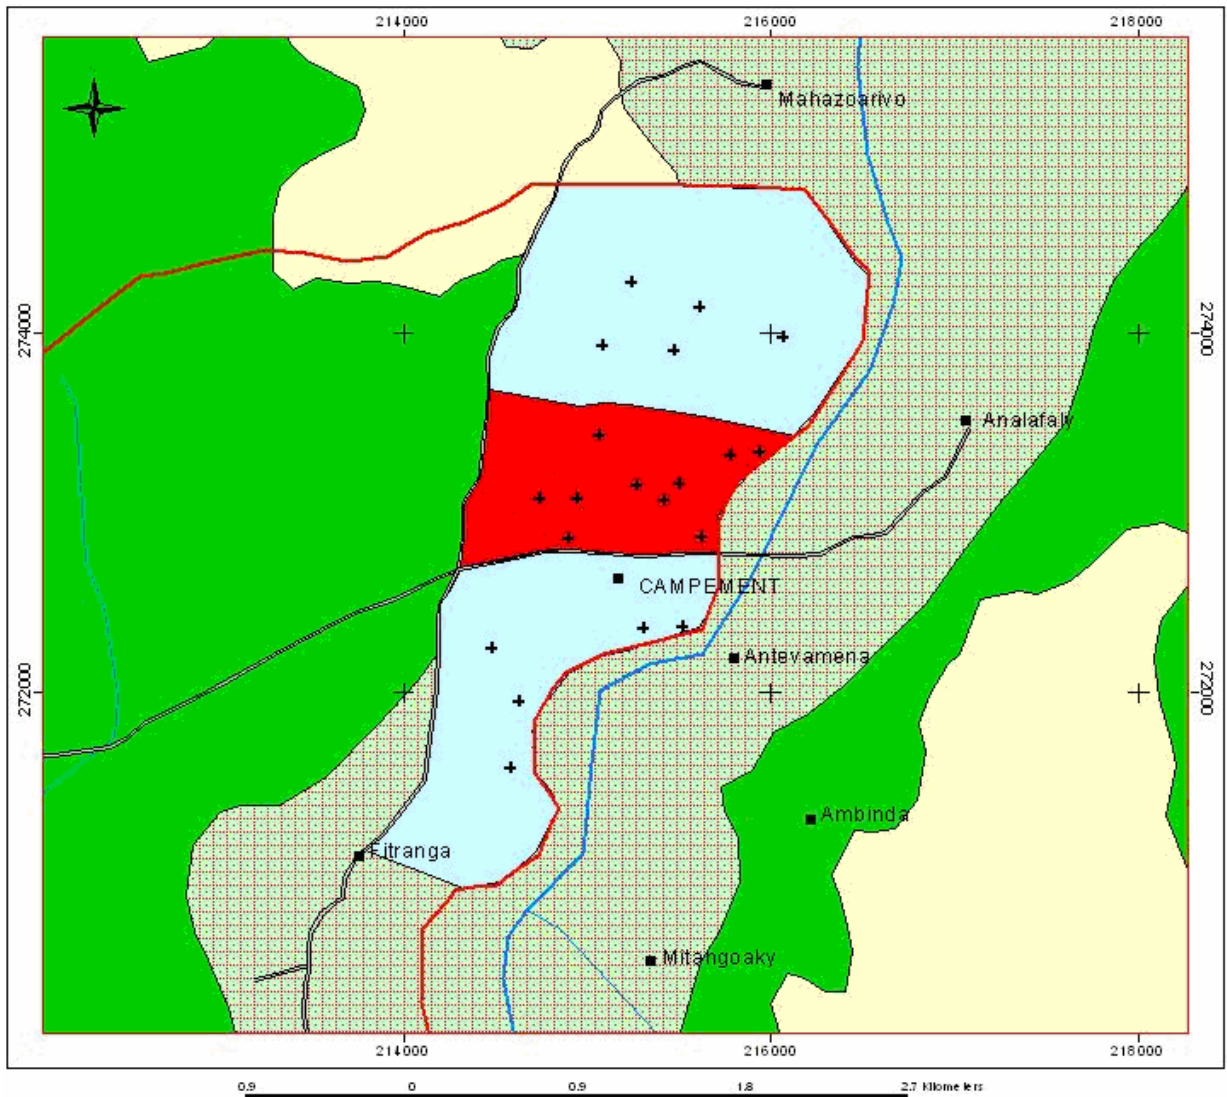 214000 216000 218000
Mahazoarivo
274000 274000
Analafaly
CAMPEMENT
Antevamena
272000 272000
Ambinda
Fitranga
Mitangoaky
214000 216000 218000
0.9 0 0.9 1.8 2.7 Kilometers